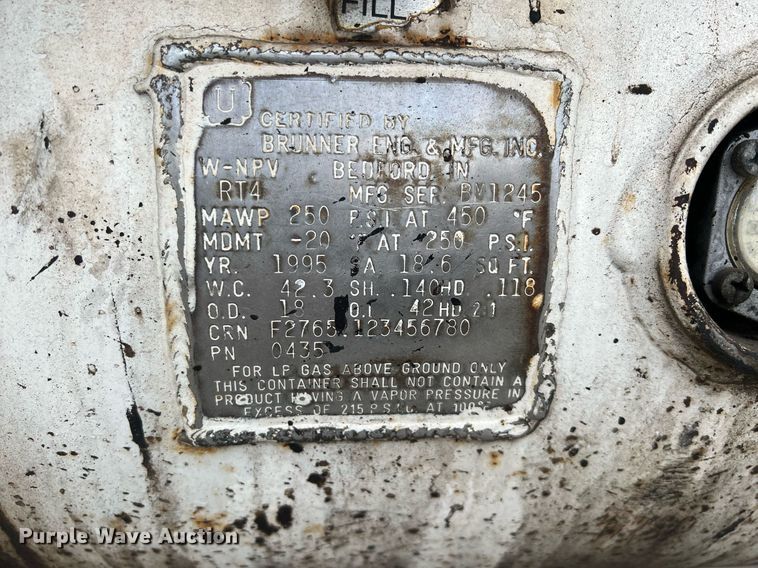 FILL
U
CERTIFIED BY
BRUNNER ENG. & MFG. INC.
W-NPV BEDFORD, IN
RT4 MFG. SER. BM1245
MAWP 250 P.S.I. AT 450 °F
MDMT -20 °F AT 250 P.S.I.
YR. 1995 SA 18.6 SQ FT.
W.C. 42.3 SH. .140 HD. .118
O.D. 18 42 HD 2:1
CRN F2765.123456780
PN 0435
FOR LP GAS ABOVE GROUND ONLY
THIS CONTAINER SHALL NOT CONTAIN A
PRODUCT HAVING A VAPOR PRESSURE IN
EXCESS OF 215 P.S.I.G. AT 100°F
Purple Wave Auction